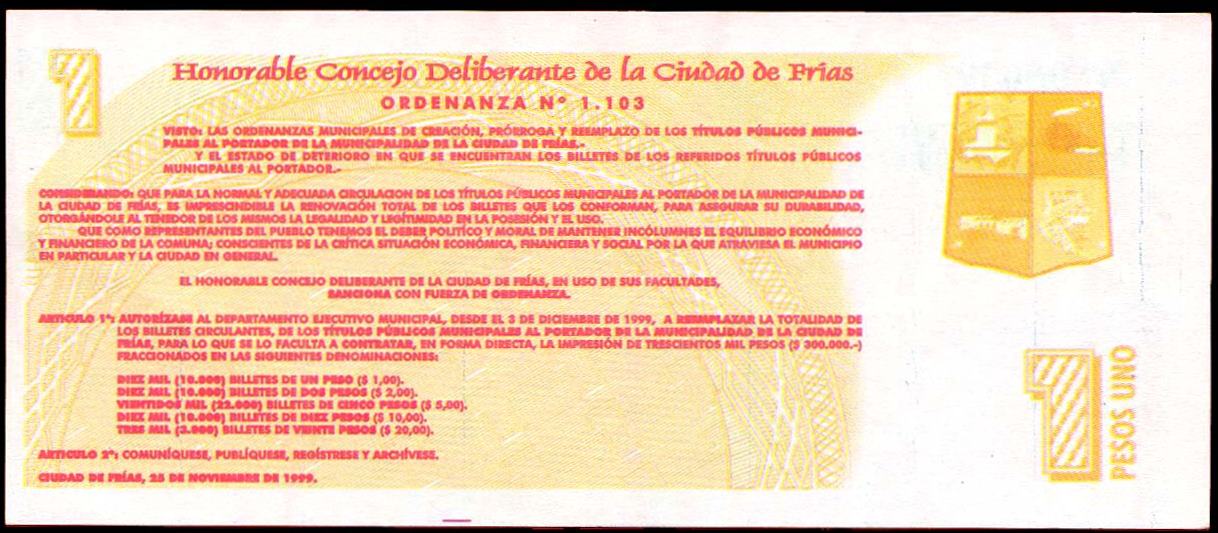 1
Honorable Concejo Deliberante de la Ciudad de Frías
ORDENANZA Nº 1.103
VISTO: LAS ORDENANZAS MUNICIPALES DE CREACIÓN, PRÓRROGA Y REEMPLAZO DE LOS TÍTULOS PÚBLICOS MUNICI-
PALES AL PORTADOR DE LA MUNICIPALIDAD DE LA CIUDAD DE FRÍAS,-
Y EL ESTADO DE DETERIORO EN QUE SE ENCUENTRAN LOS BILLETES DE LOS REFERIDOS TÍTULOS PÚBLICOS
MUNICIPALES AL PORTADOR.-
CONSIDERANDO: QUE PARA LA NORMAL Y ADECUADA CIRCULACION DE LOS TÍTULOS PÚBLICOS MUNICIPALES AL PORTADOR DE LA MUNICIPALIDAD DE
LA CIUDAD DE FRÍAS, ES IMPRESCINDIBLE LA RENOVACIÓN TOTAL DE LOS BILLETES QUE LOS CONFORMAN, PARA ASEGURAR SU DURABILIDAD,
OTORGÁNDOLE AL TENEDOR DE LOS MISMOS LA LEGALIDAD Y LEGÍTIMIDAD EN LA POSESIÓN Y EL USO.
QUE COMO REPRESENTANTES DEL PUEBLO TENEMOS EL DEBER POLITÍCO Y MORAL DE MANTENER INCÓLUMNES EL EQUILIBRIO ECONÓMICO
Y FINANCIERO DE LA COMUNA; CONSCIENTES DE LA CRÍTICA SITUACIÓN ECONÓMICA, FINANCIERA Y SOCIAL POR LA QUE ATRAVIESA EL MUNICIPIO
EN PARTICULAR Y LA CIUDAD EN GENERAL.
EL HONORABLE CONCEJO DELIBERANTE DE LA CIUDAD DE FRÍAS, EN USO DE SUS FACULTADES,
SANCIONA CON FUERZA DE ORDENANZA.
ARTICULO 1º: AUTORÍZASE AL DEPARTAMENTO EJECUTIVO MUNICIPAL, DESDE EL 3 DE DICIEMBRE DE 1999, A REEMPLAZAR LA TOTALIDAD DE
LOS BILLETES CIRCULANTES, DE LOS TÍTULOS PÚBLICOS MUNICIPALES AL PORTADOR DE LA MUNICIPALIDAD DE LA CIUDAD DE
FRÍAS, PARA LO QUE SE LO FACULTA A CONTRATAR, EN FORMA DIRECTA, LA IMPRESIÓN DE TRESCIENTOS MIL PESOS ($ 300.000.-)
FRACCIONADOS EN LAS SIGUIENTES DENOMINACIONES:
DIEZ MIL (10.000) BILLETES DE UN PESO ($ 1,00).
DIEZ MIL (10.000) BILLETES DE DOS PESOS ($ 2,00).
VIENTIDOS MIL (22.000) BILLETES DE CINCO PESOS ($ 5,00).
DIEZ MIL (10.000) BILLETES DE DIEZ PESOS ($ 10,00).
TRES MIL (3.000) BILLETES DE VEINTE PESOS ($ 20,00).
ARTICULO 2º: COMUNÍQUESE, PUBLÍQUESE, REGÍSTRESE Y ARCHÍVESE.
CIUDAD DE FRÍAS, 25 DE NOVIEMBRE DE 1999.
1
PESOS UNO